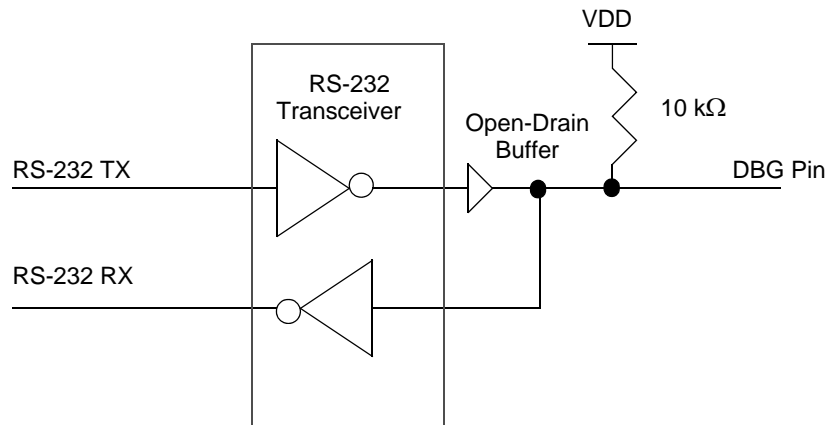 VDD
RS-232
Transceiver
10 kΩ
Open-Drain
Buffer
RS-232 TX
DBG Pin
RS-232 RX